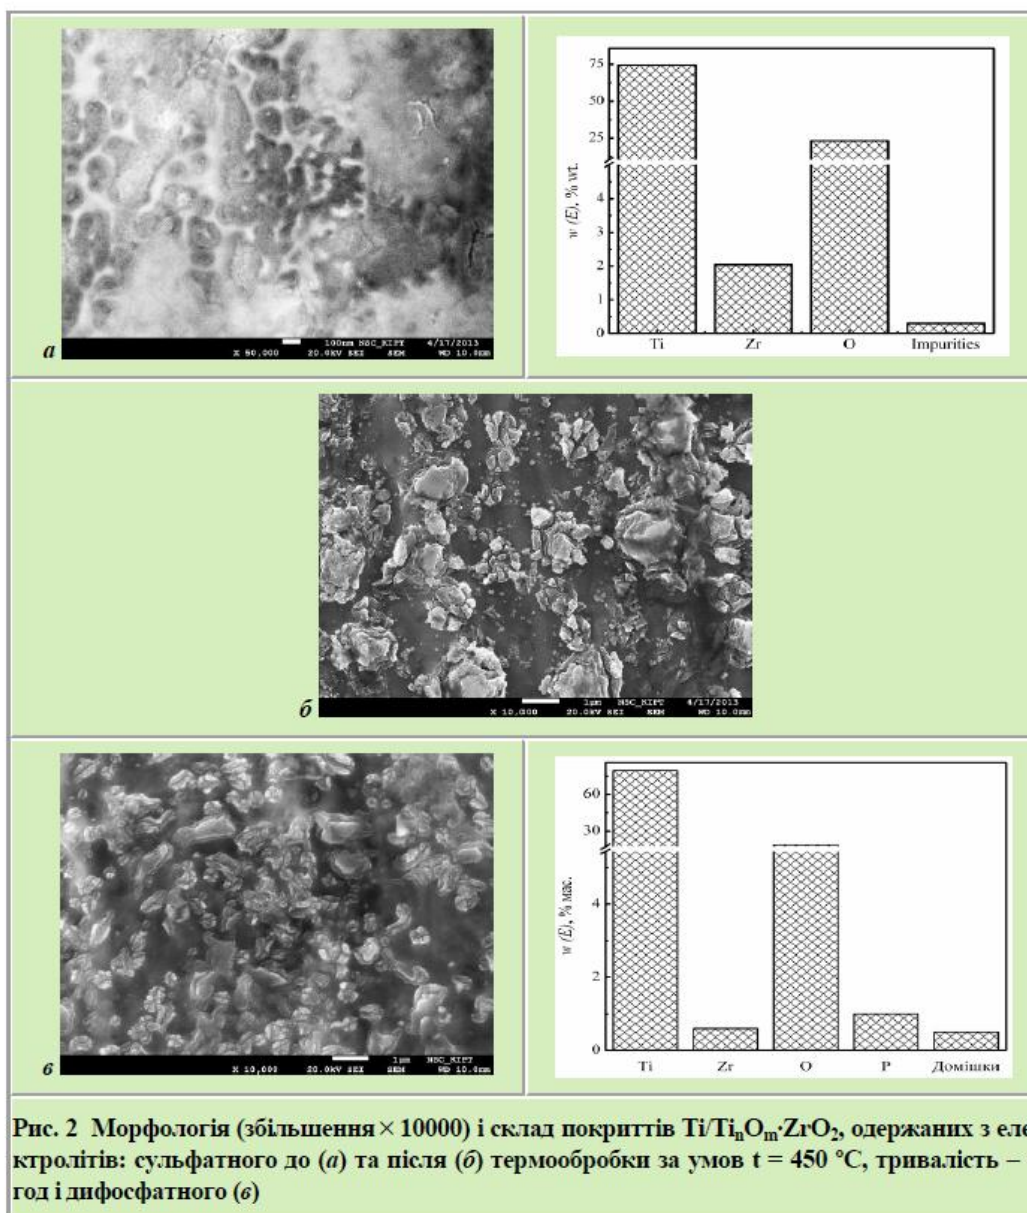 а
X 50,000 100nm NSC_KIPT 4/17/2013
20.0kV SEI SEM WD 10.0mm
w (E), % wt.
75
50
25
4
3
2
1
0
Ti Zr O Impurities
б
1µm NSC_KIPT 4/17/2013
X 10,000 20.0kV SEI SEM WD 10.0mm
в
1µm NSC_KIPT
X 10,000 20.0kV SEI SEM WD 10.0mm
w (E), % мас.
60
30
4
2
0
Ti Zr O P Домішки
Рис. 2 Морфологія (збільшення × 10000) і склад покриттів Ti/TiₙOₘ·ZrO₂, одержаних з еле
ктролітів: сульфатного до (а) та після (б) термообробки за умов t = 450 °C, тривалість –
год і дифосфатного (в)